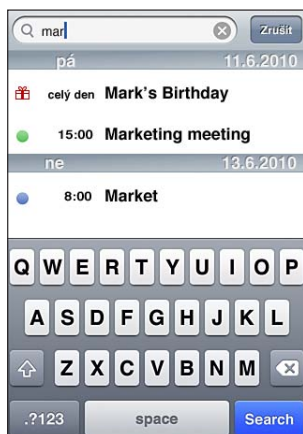 mar Zrušit
pá 11.6.2010
celý den Mark's Birthday
15:00 Marketing meeting
ne 13.6.2010
8:00 Market
Q W E R T Y U I O P
A S D F G H J K L
Z X C V B N M
.?123 space Search